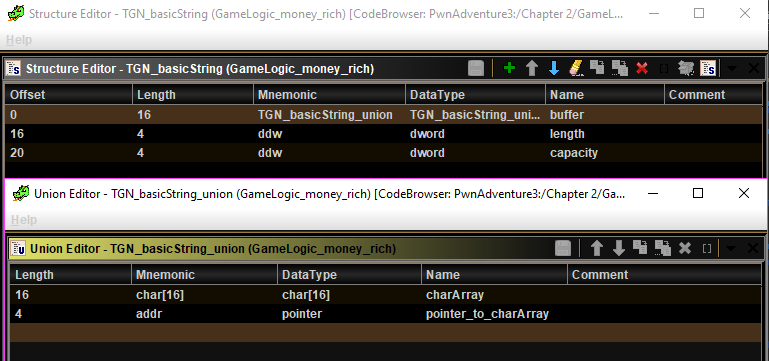 Structure Editor - TGN_basicString (GameLogic_money_rich) [CodeBrowser: PwnAdventure3:/Chapter 2/GameL...
Help
Structure Editor - TGN_basicString (GameLogic_money_rich)
Offset Length Mnemonic DataType Name Comment
0 16 TGN_basicString_union TGN_basicString_uni... buffer
16 4 ddw dword length
20 4 ddw dword capacity
Union Editor - TGN_basicString_union (GameLogic_money_rich) [CodeBrowser: PwnAdventure3:/Chapter 2/Ga...
Help
Union Editor - TGN_basicString_union (GameLogic_money_rich)
Length Mnemonic DataType Name Comment
16 char[16] char[16] charArray
4 addr pointer pointer_to_charArray